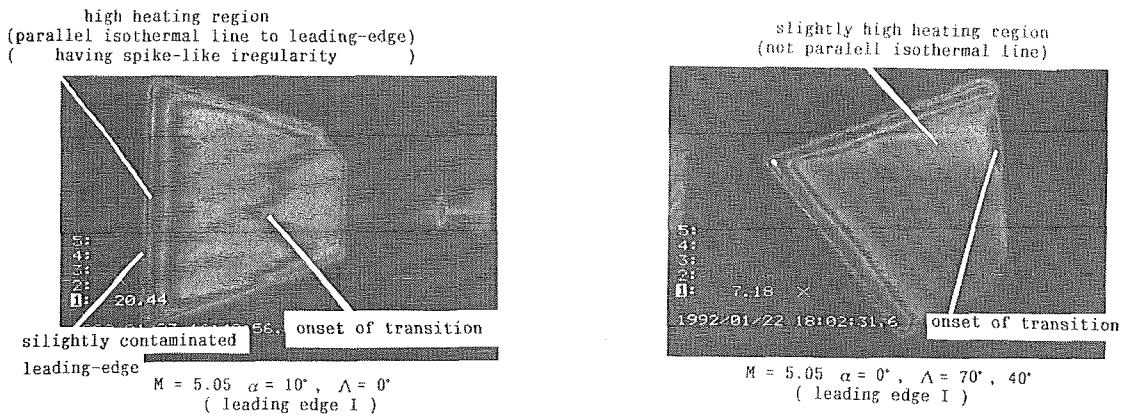 high heating region
(parallel isothermal line to leading-edge)
( having spike-like iregularity )
5:
4:
3:
2:
1: 20.44
56.
silightly contaminated
leading-edge
onset of transition
M = 5.05 α = 10°, Λ = 0°
( leading edge I )
slightly high heating region
(not paralell isothermal line)
5:
4:
3:
2:
1: 7.18 ×
1992/01/22 18:02:31.6
onset of transition
M = 5.05 α = 0°, Λ = 70°, 40°
( leading edge I )